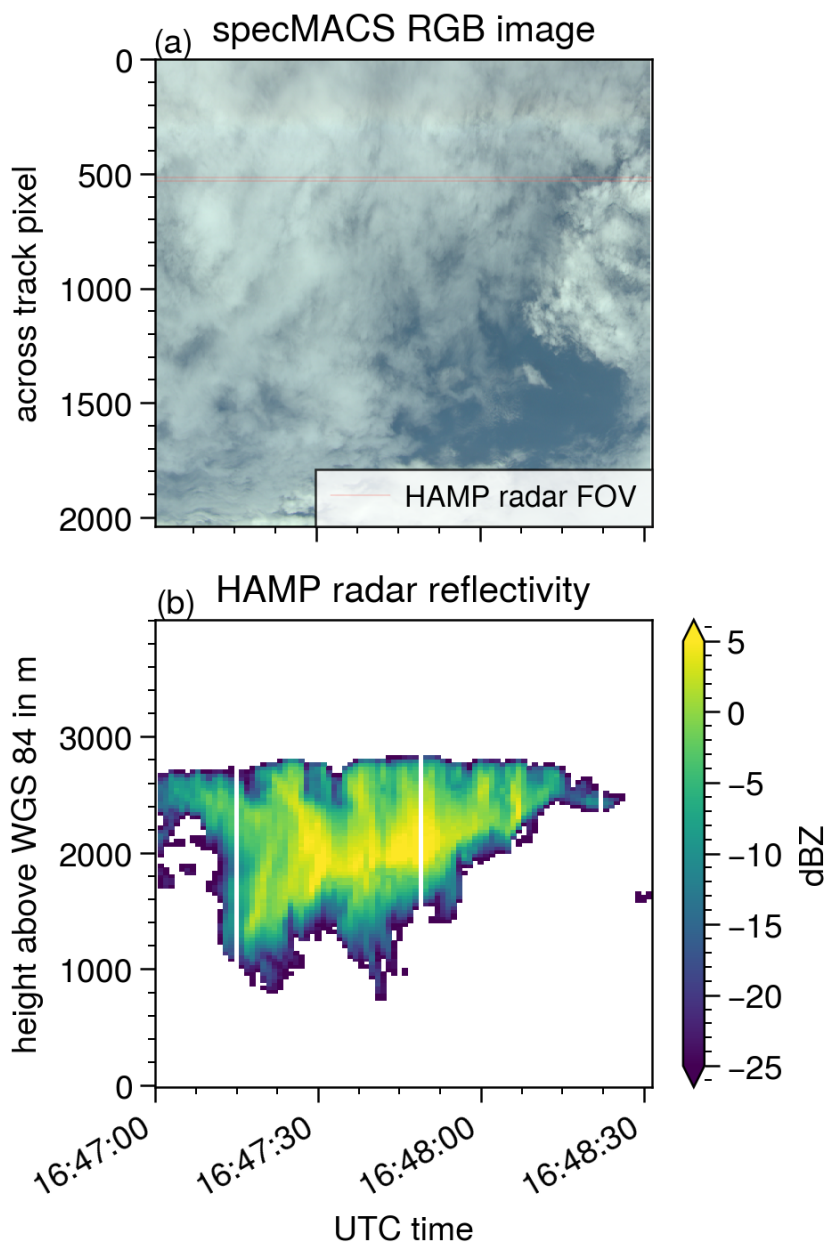 (a) specMACS RGB image
0
500
1000
1500
2000
across track pixel
HAMP radar FOV
(b) HAMP radar reflectivity
3000
2000
1000
0
height above WGS 84 in m
5
0
−5
−10
−15
−20
−25
dBZ
16:47:00
16:47:30
16:48:00
16:48:30
UTC time